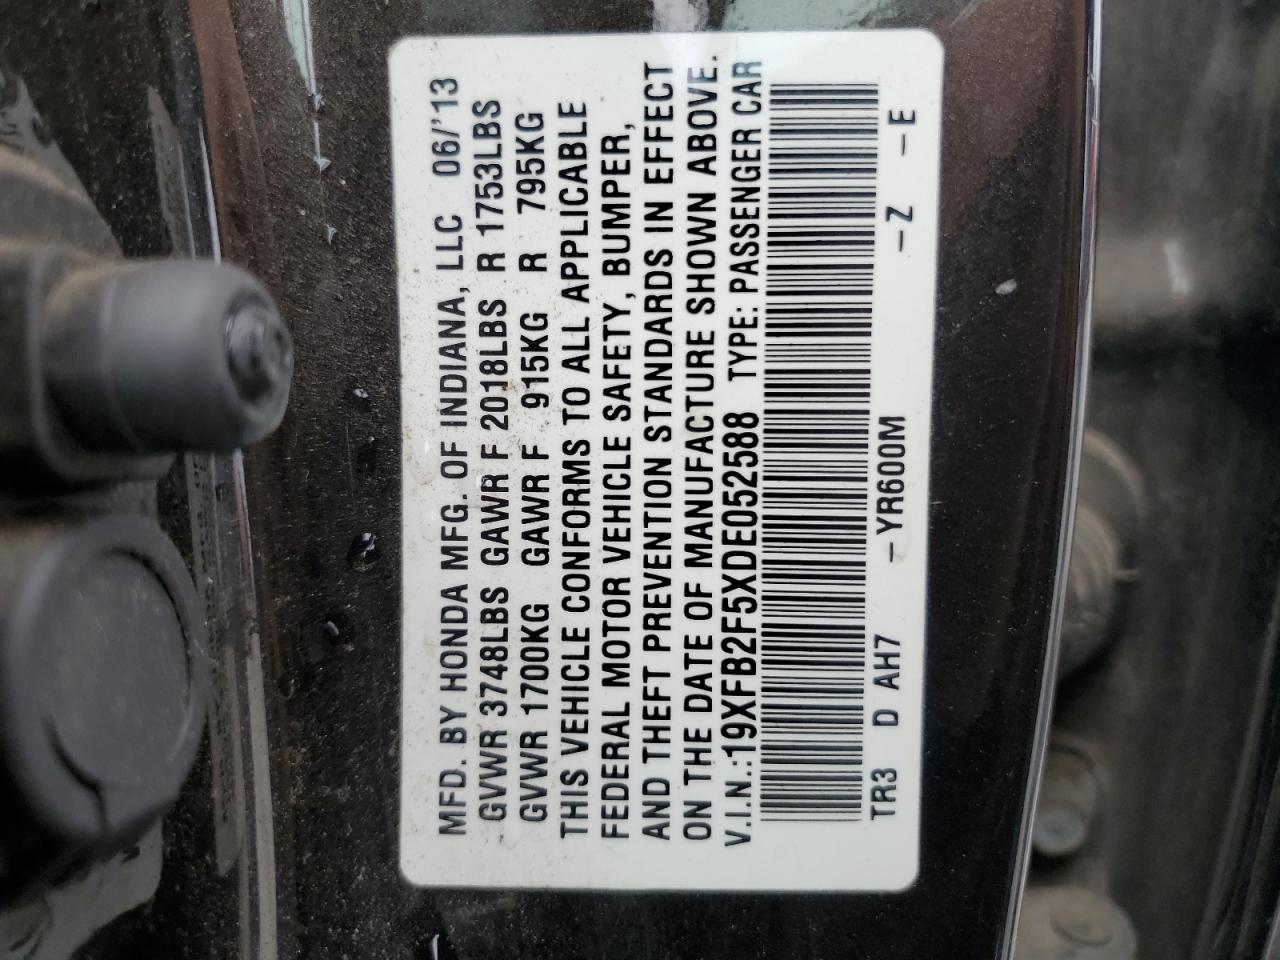 MFD. BY HONDA MFG. OF INDIANA, LLC 06/'13
GVWR 3748LBS GAWR F 2018LBS R 1753LBS
GVWR 1700KG GAWR F 915KG R 795KG
THIS VEHICLE CONFORMS TO ALL APPLICABLE
FEDERAL MOTOR VEHICLE SAFETY, BUMPER,
AND THEFT PREVENTION STANDARDS IN EFFECT
ON THE DATE OF MANUFACTURE SHOWN ABOVE.
V.I.N.:19XFB2F5XDE052588 TYPE: PASSENGER CAR
TR3 D AH7 –YR600M –Z –E